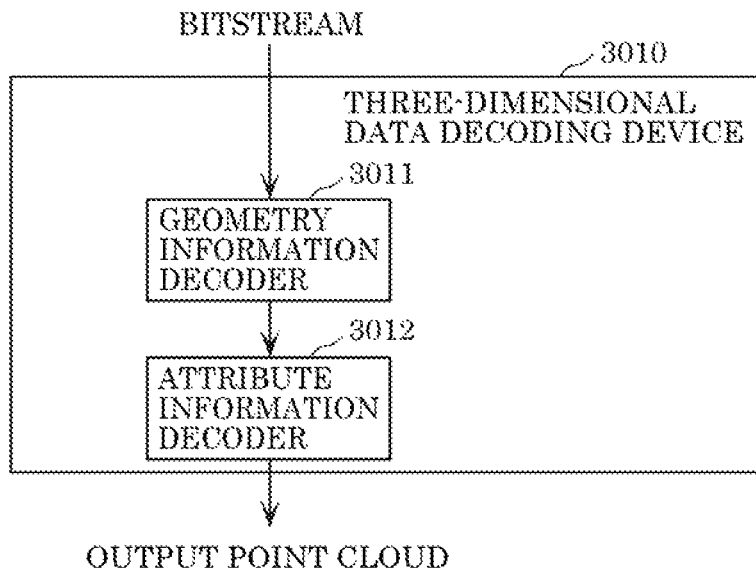 BITSTREAM
3010
THREE-DIMENSIONAL
DATA DECODING DEVICE
3011
GEOMETRY
INFORMATION
DECODER
3012
ATTRIBUTE
INFORMATION
DECODER
OUTPUT POINT CLOUD